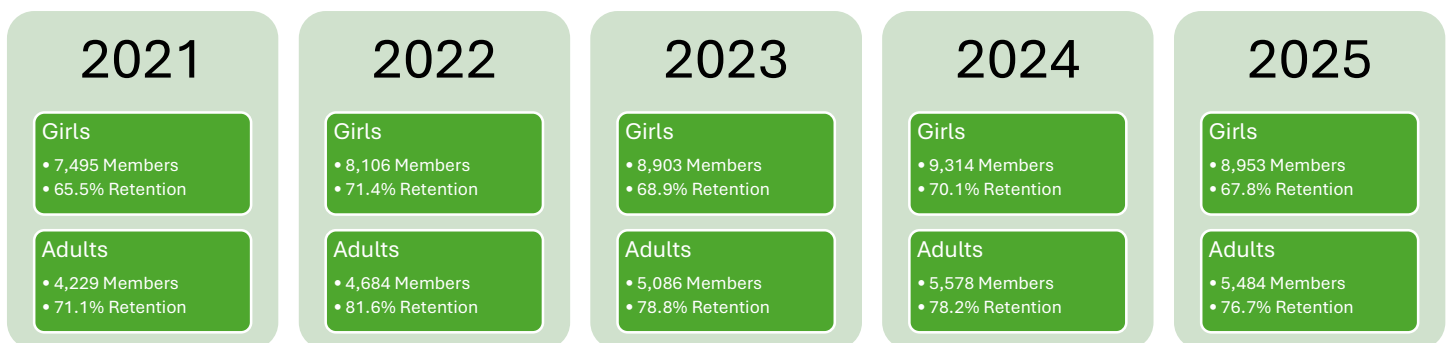 2021
Girls
• 7,495 Members
• 65.5% Retention
Adults
• 4,229 Members
• 71.1% Retention
2022
Girls
• 8,106 Members
• 71.4% Retention
Adults
• 4,684 Members
• 81.6% Retention
2023
Girls
• 8,903 Members
• 68.9% Retention
Adults
• 5,086 Members
• 78.8% Retention
2024
Girls
• 9,314 Members
• 70.1% Retention
Adults
• 5,578 Members
• 78.2% Retention
2025
Girls
• 8,953 Members
• 67.8% Retention
Adults
• 5,484 Members
• 76.7% Retention